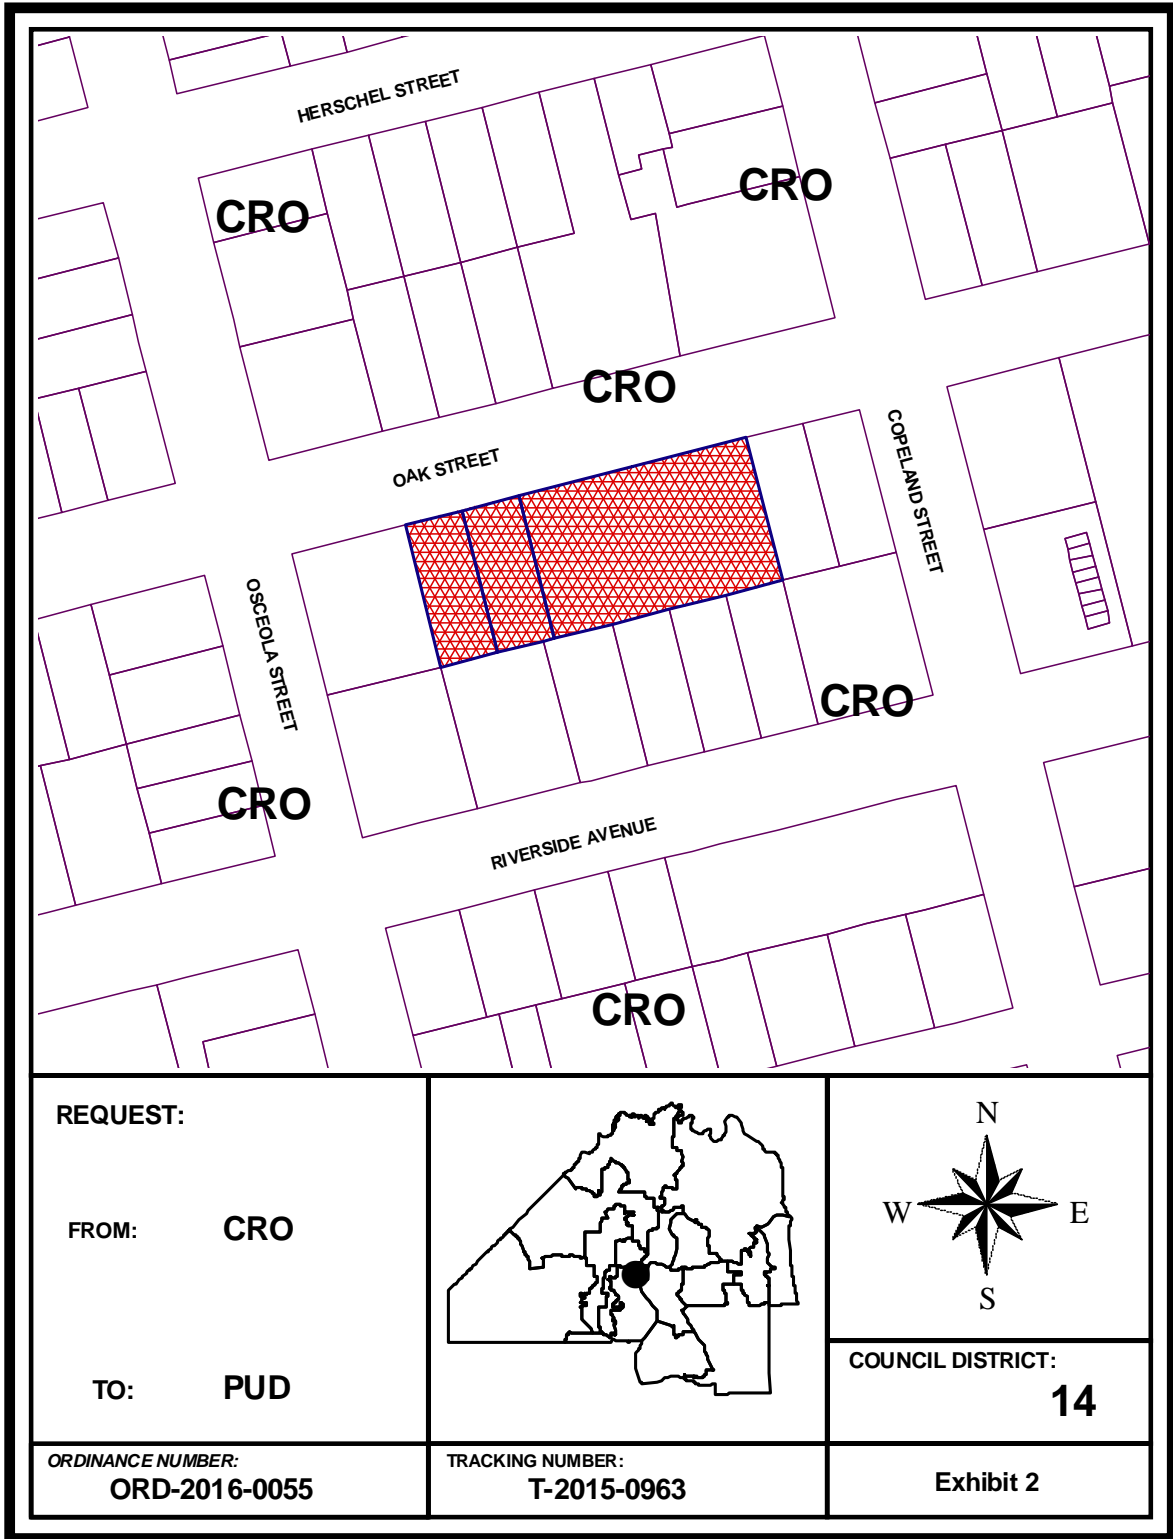 HERSCHEL STREET
CRO
CRO
CRO
OAK STREET
COPELAND STREET
OSCEOLA STREET
CRO
CRO
RIVERSIDE AVENUE
CRO
REQUEST:
FROM: CRO
TO: PUD
N
W E
S
COUNCIL DISTRICT:
14
ORDINANCE NUMBER:
ORD-2016-0055
TRACKING NUMBER:
T-2015-0963
Exhibit 2